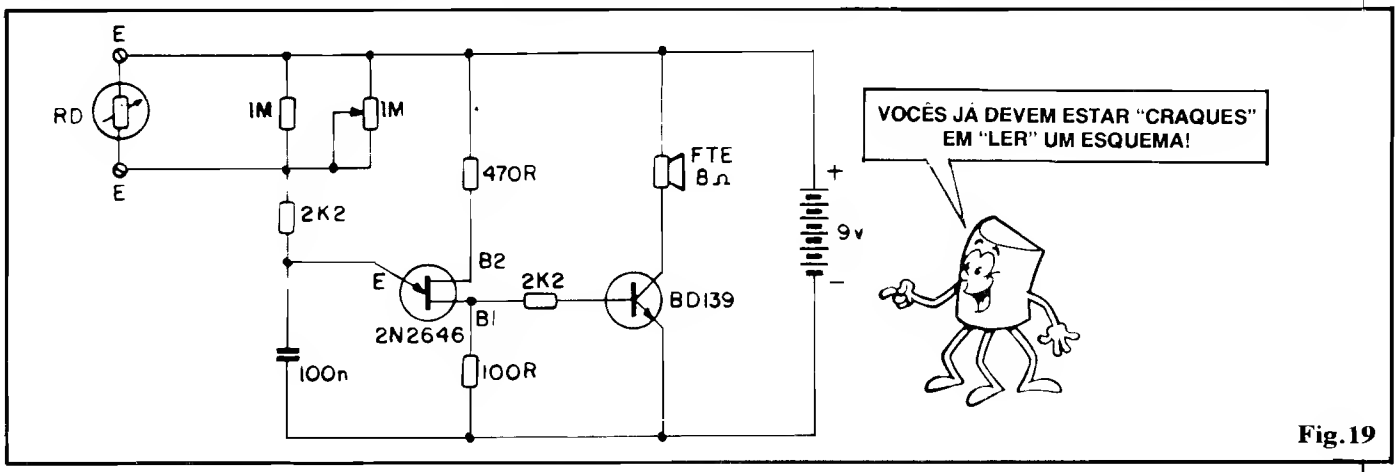 E
RD
E
1M
1M
2K2
100n
470R
E
B2
B1
2N2646
100R
2K2
FTE
8Ω
BD139
+
9v
-
VOCÊS JÁ DEVEM ESTAR “CRAQUES”
EM “LER” UM ESQUEMA!
Fig.19